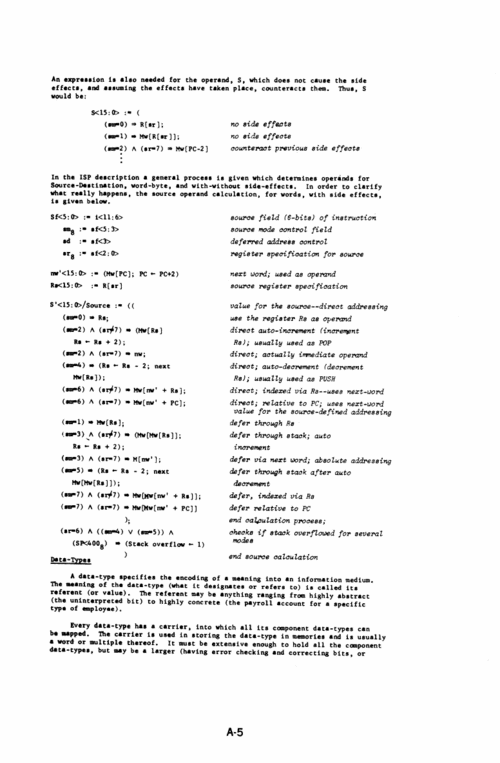 An expression is also needed for the operand, S, which does not cause the side
effects, and assuming the effects have taken place, counteracts them. Thus, S
would be:
S<15:0> := (
(sm=0) ⇒ R[sr]; no side effects
(sm=1) ⇒ Mw[R[sr]]; no side effects
(sm=2) ∧ (sr=7) ⇒ Mw[PC-2] counteract previous side effects
In the ISP description a general process is given which determines operands for
Source-Destination, word-byte, and with-without side-effects. In order to clarify
what really happens, the source operand calculation, for words, with side effects,
is given below.
Sf<5:0> := i<11:6> source field (6-bits) of instruction
sm8 := sf<5:3> source mode control field
sd := sf<3> deferred address control
sr8 := sf<2:0> register specification for source
nw'<15:0> := (Mw[PC]; PC ← PC+2) next word; used as operand
Rs<15:0> := R[sr] source register specification
S'<15:0>/Source := (( value for the source--direct addressing
(sm=0) ⇒ Rs; use the register Rs as operand
(sm=2) ∧ (sr≠7) ⇒ (Mw[Rs] direct auto-increment (increment
Rs ← Rs + 2); Rs); usually used as POP
(sm=2) ∧ (sr=7) ⇒ nw; direct; actually immediate operand
(sm=4) ⇒ (Rs ← Rs - 2; next direct; auto-decrement (decrement
Mw[Rs]); Rs); usually used as PUSH
(sm=6) ∧ (sr≠7) ⇒ Mw[nw' + Rs]; direct; indexed via Rs--uses next-word
(sm=6) ∧ (sr=7) ⇒ Mw[nw' + PC]; direct; relative to PC; uses next-word
value for the source-defined addressing
(sm=1) ⇒ Mw[Rs]; defer through Rs
(sm=3) ∧ (sr≠7) ⇒ (Mw[Mw[Rs]]; defer through stack; auto
Rs ← Rs + 2); increment
(sm=3) ∧ (sr=7) ⇒ M[nw']; defer via next word; absolute addressing
(sm=5) ⇒ (Rs ← Rs - 2; next defer through stack after auto
Mw[Mw[Rs]]); decrement
(sm=7) ∧ (sr≠7) ⇒ Mw[Mw[nw' + Rs]]; defer, indexed via Rs
(sm=7) ∧ (sr=7) ⇒ Mw[Mw[nw' + PC]] defer relative to PC
); end calculation process;
(sr=6) ∧ ((sm=4) ∨ (sm=5)) ∧ checks if stack overflowed for several
(SP<4008) ⇒ (Stack overflow ← 1) modes
) end source calculation
Data-Types
A data-type specifies the encoding of a meaning into an information medium.
The meaning of the data-type (what it designates or refers to) is called its
referent (or value). The referent may be anything ranging from highly abstract
(the uninterpreted bit) to highly concrete (the payroll account for a specific
type of employee).
Every data-type has a carrier, into which all its component data-types can
be mapped. The carrier is used in storing the data-type in memories and is usually
a word or multiple thereof. It must be extensive enough to hold all the component
data-types, but may be a larger (having error checking and correcting bits, or
A-5